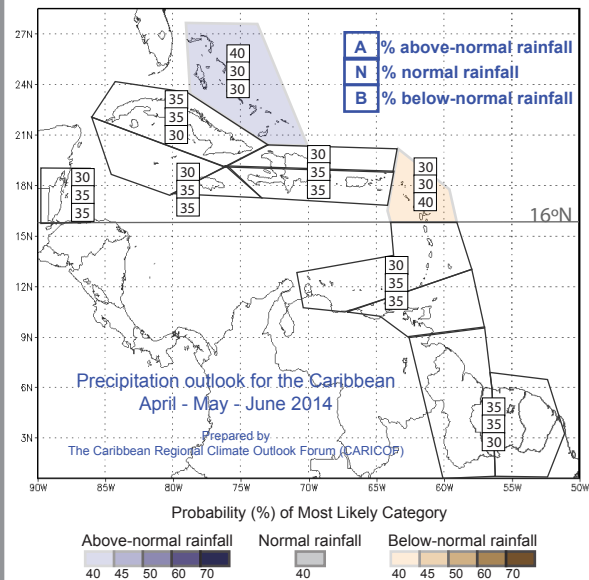 27N
24N
21N
18N
15N
12N
9N
6N
3N
A % above-normal rainfall
N % normal rainfall
B % below-normal rainfall
40
30
30
35
35
30
30
35
35
30
35
35
30
35
35
30
30
40
16ºN
30
35
35
35
35
30
Precipitation outlook for the Caribbean
April - May - June 2014
Prepared by
The Caribbean Regional Climate Outlook Forum (CARICOF)
90W 85W 80W 75W 70W 65W 60W 55W 50W
Probability (%) of Most Likely Category
Above-normal rainfall Normal rainfall Below-normal rainfall
40 45 50 60 70 40 40 45 50 60 70